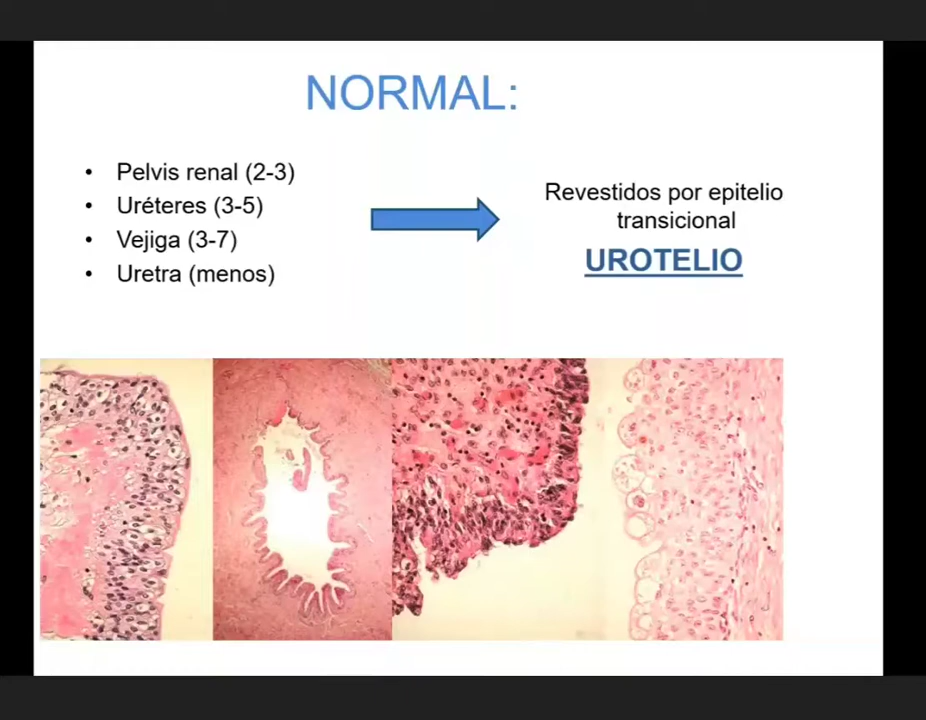 NORMAL:
• Pelvis renal (2-3)
• Uréteres (3-5)
• Vejiga (3-7)
• Uretra (menos)
Revestidos por epitelio
transicional
UROTELIO